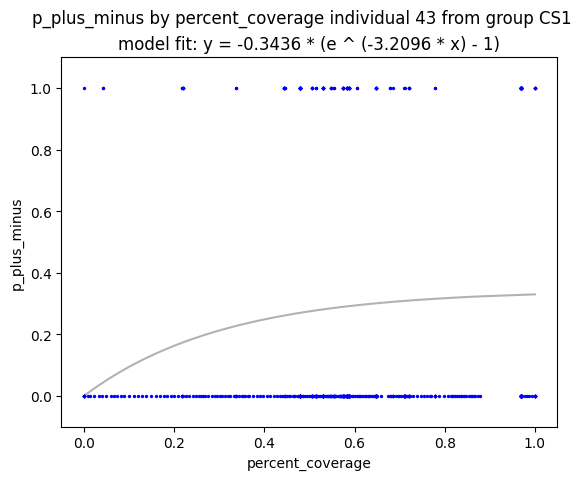 p_plus_minus by percent_coverage individual 43 from group CS1
model fit: y = -0.3436 * (e ^ (-3.2096 * x) - 1)
1.0
0.8
0.6
0.4
0.2
0.0
p_plus_minus
0.0 0.2 0.4 0.6 0.8 1.0
percent_coverage